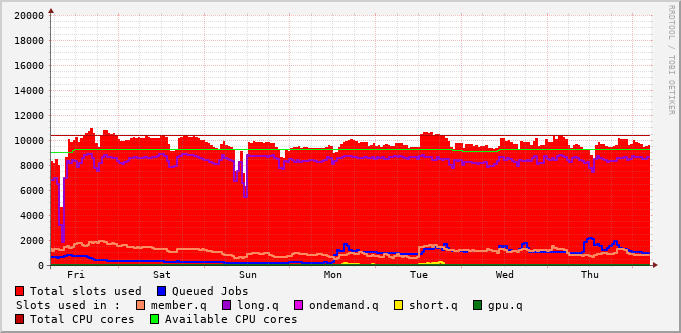 20000
18000
16000
14000
12000
10000
8000
6000
4000
2000
0
Fri Sat Sun Mon Tue Wed Thu
Total slots used Queued Jobs
Slots used in : member.q long.q ondemand.q short.q gpu.q
Total CPU cores Available CPU cores
RRDTOOL / TOBI OETIKER